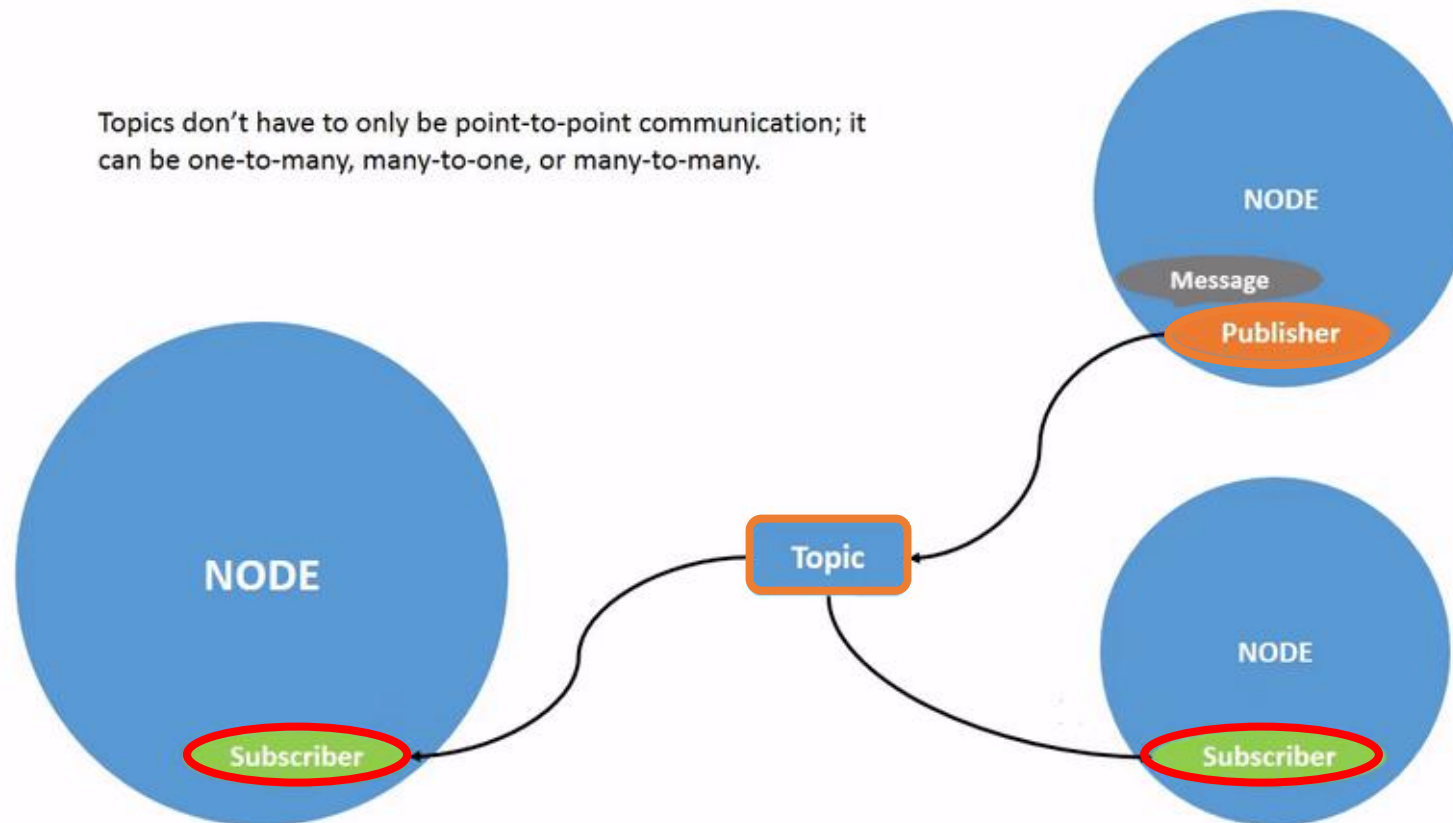 Topics don't have to only be point-to-point communication; it
can be one-to-many, many-to-one, or many-to-many.
NODE
Message
Publisher
NODE
Topic
NODE
Subscriber
Subscriber